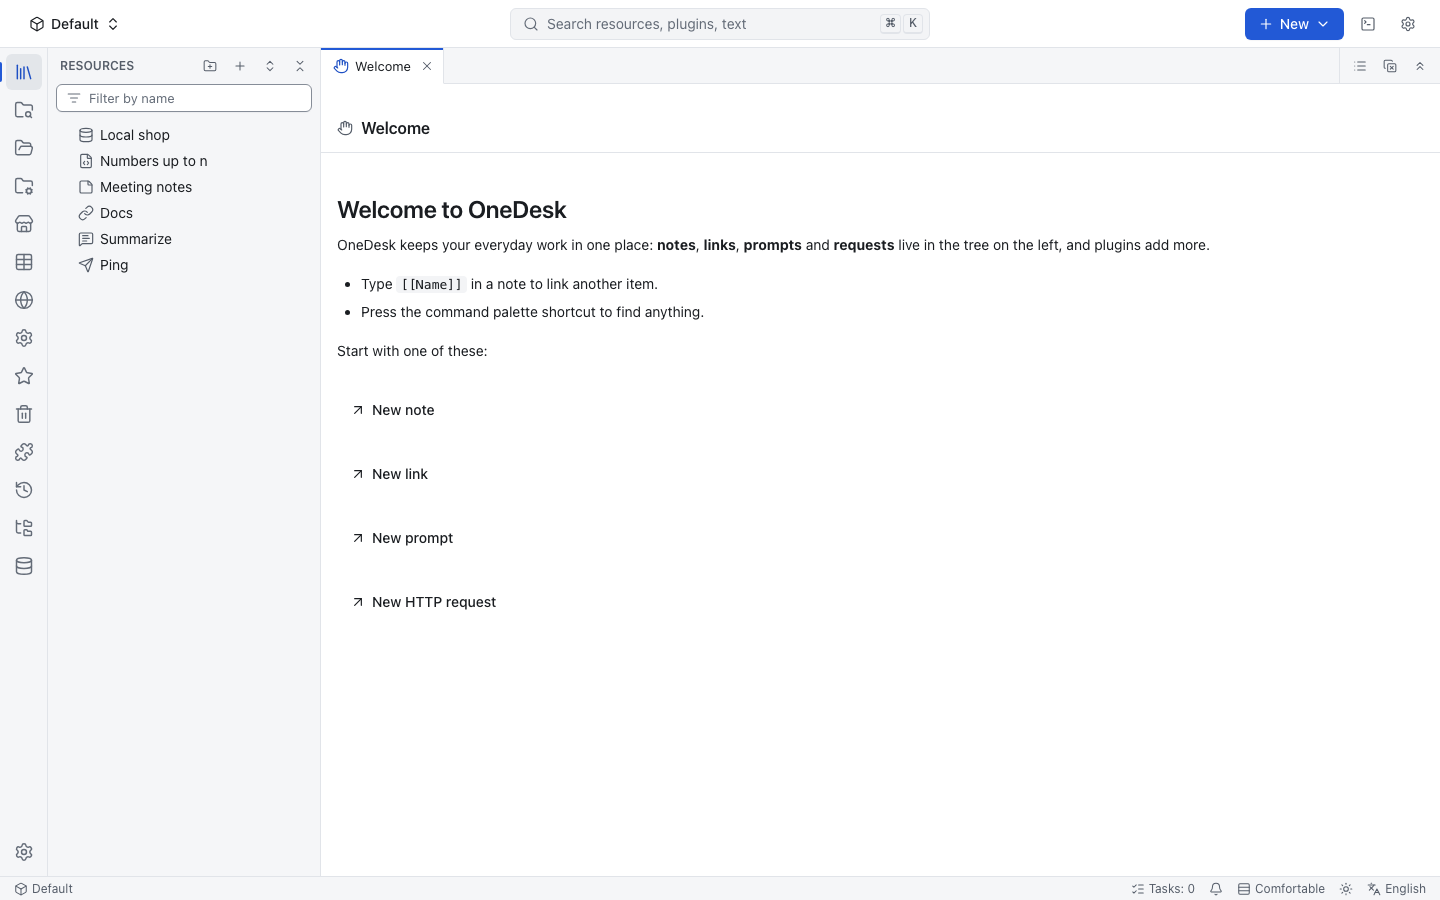 Default
Search resources, plugins, text
⌘ K
New
RESOURCES
Filter by name
Local shop
Numbers up to n
Meeting notes
Docs
Summarize
Ping
Welcome
Welcome
Welcome to OneDesk
OneDesk keeps your everyday work in one place: notes, links, prompts and requests live in the tree on the left, and plugins add more.
Type [[Name]] in a note to link another item.
Press the command palette shortcut to find anything.
Start with one of these:
New note
New link
New prompt
New HTTP request
Default
Tasks: 0
Comfortable
English